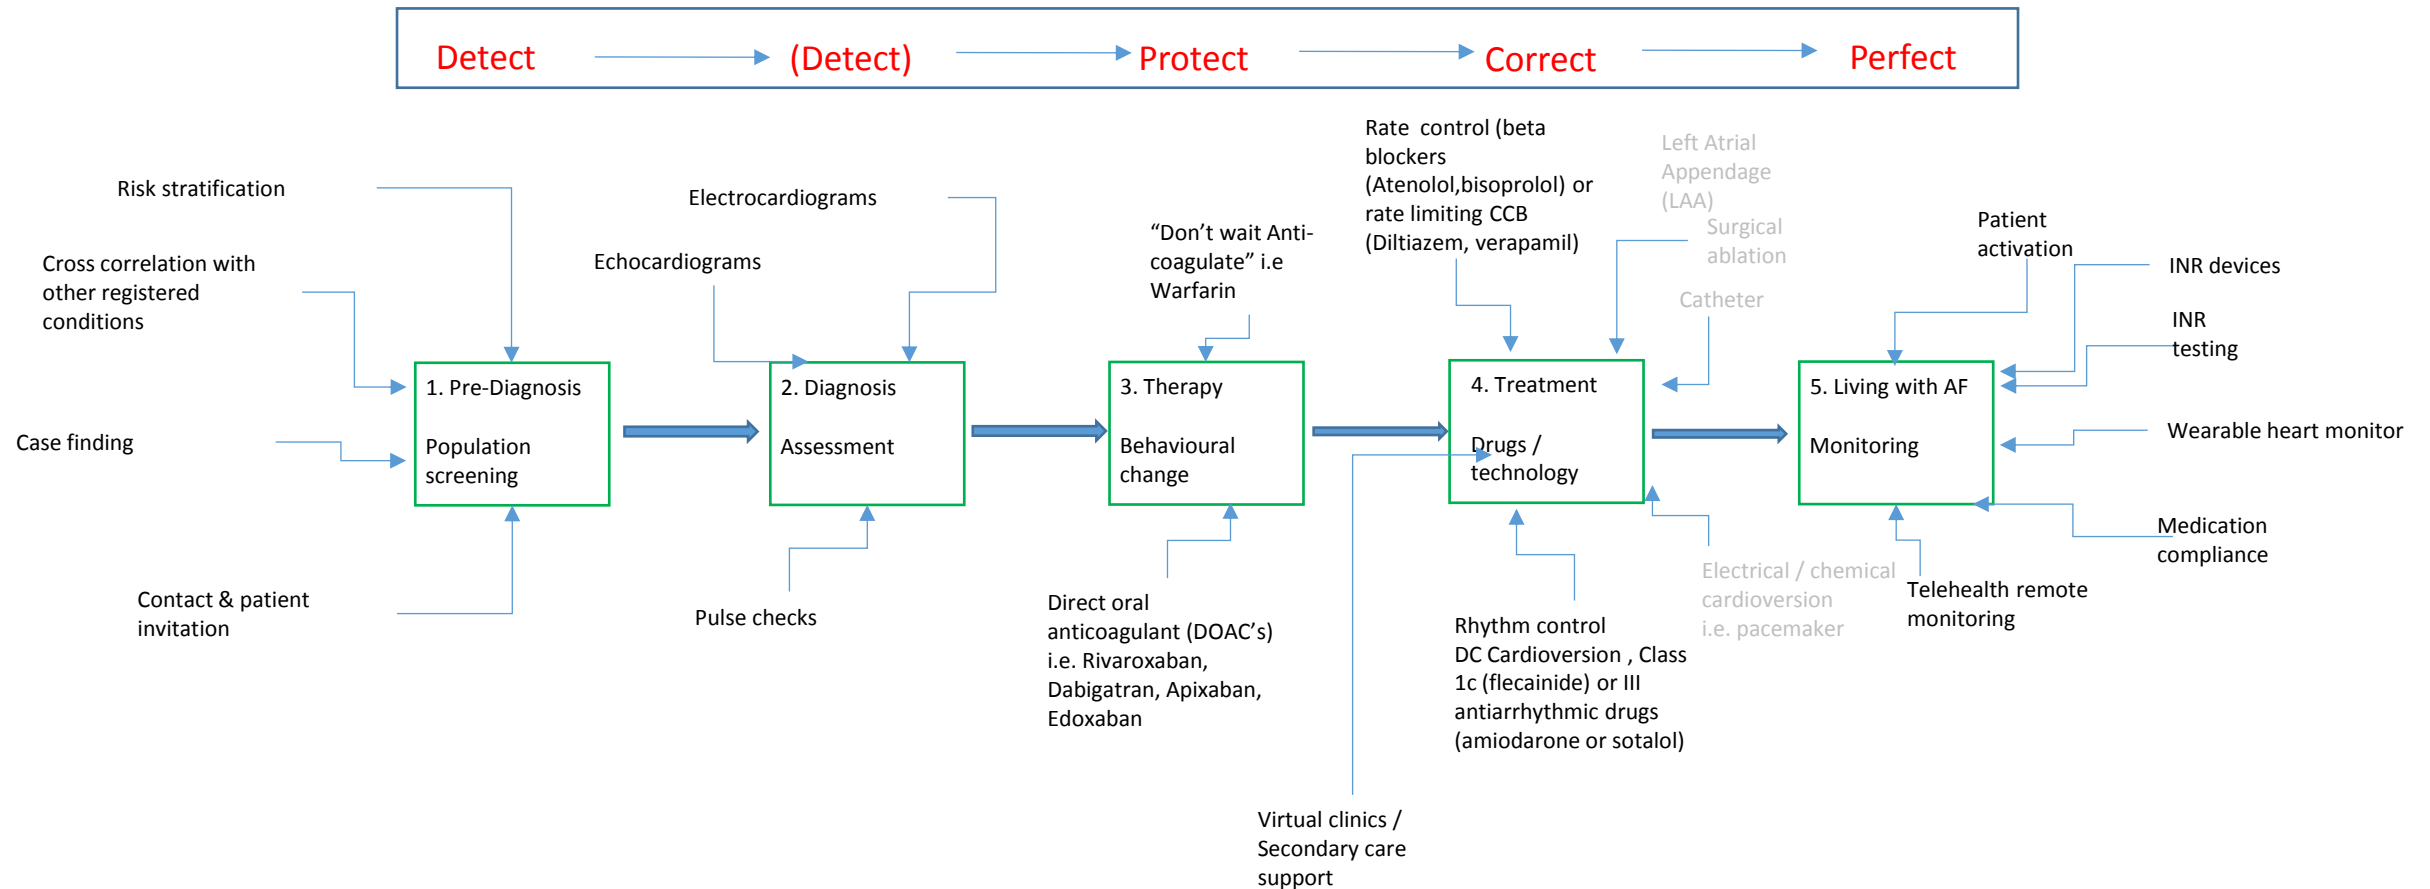 Detect
(Detect)
Protect
Correct
Perfect
Risk stratification
Cross correlation with
other registered
conditions
Case finding
Contact & patient
invitation
1. Pre-Diagnosis
Population
screening
Electrocardiograms
Echocardiograms
2. Diagnosis
Assessment
Pulse checks
“Don’t wait Anti-
coagulate” i.e
Warfarin
3. Therapy
Behavioural
change
Direct oral
anticoagulant (DOAC’s)
i.e. Rivaroxaban,
Dabigatran, Apixaban,
Edoxaban
Rate  control (beta
blockers
(Atenolol,bisoprolol) or
rate limiting CCB
(Diltiazem, verapamil)
Left Atrial
Appendage
(LAA)
Surgical
ablation
Catheter
4. Treatment
Drugs /
technology
Electrical / chemical
cardioversion
i.e. pacemaker
Rhythm control
DC Cardioversion , Class
1c (flecainide) or III
antiarrhythmic drugs
(amiodarone or sotalol)
Virtual clinics /
Secondary care
support
Patient
activation
INR devices
INR
testing
5. Living with AF
Monitoring
Wearable heart monitor
Medication
compliance
Telehealth remote
monitoring